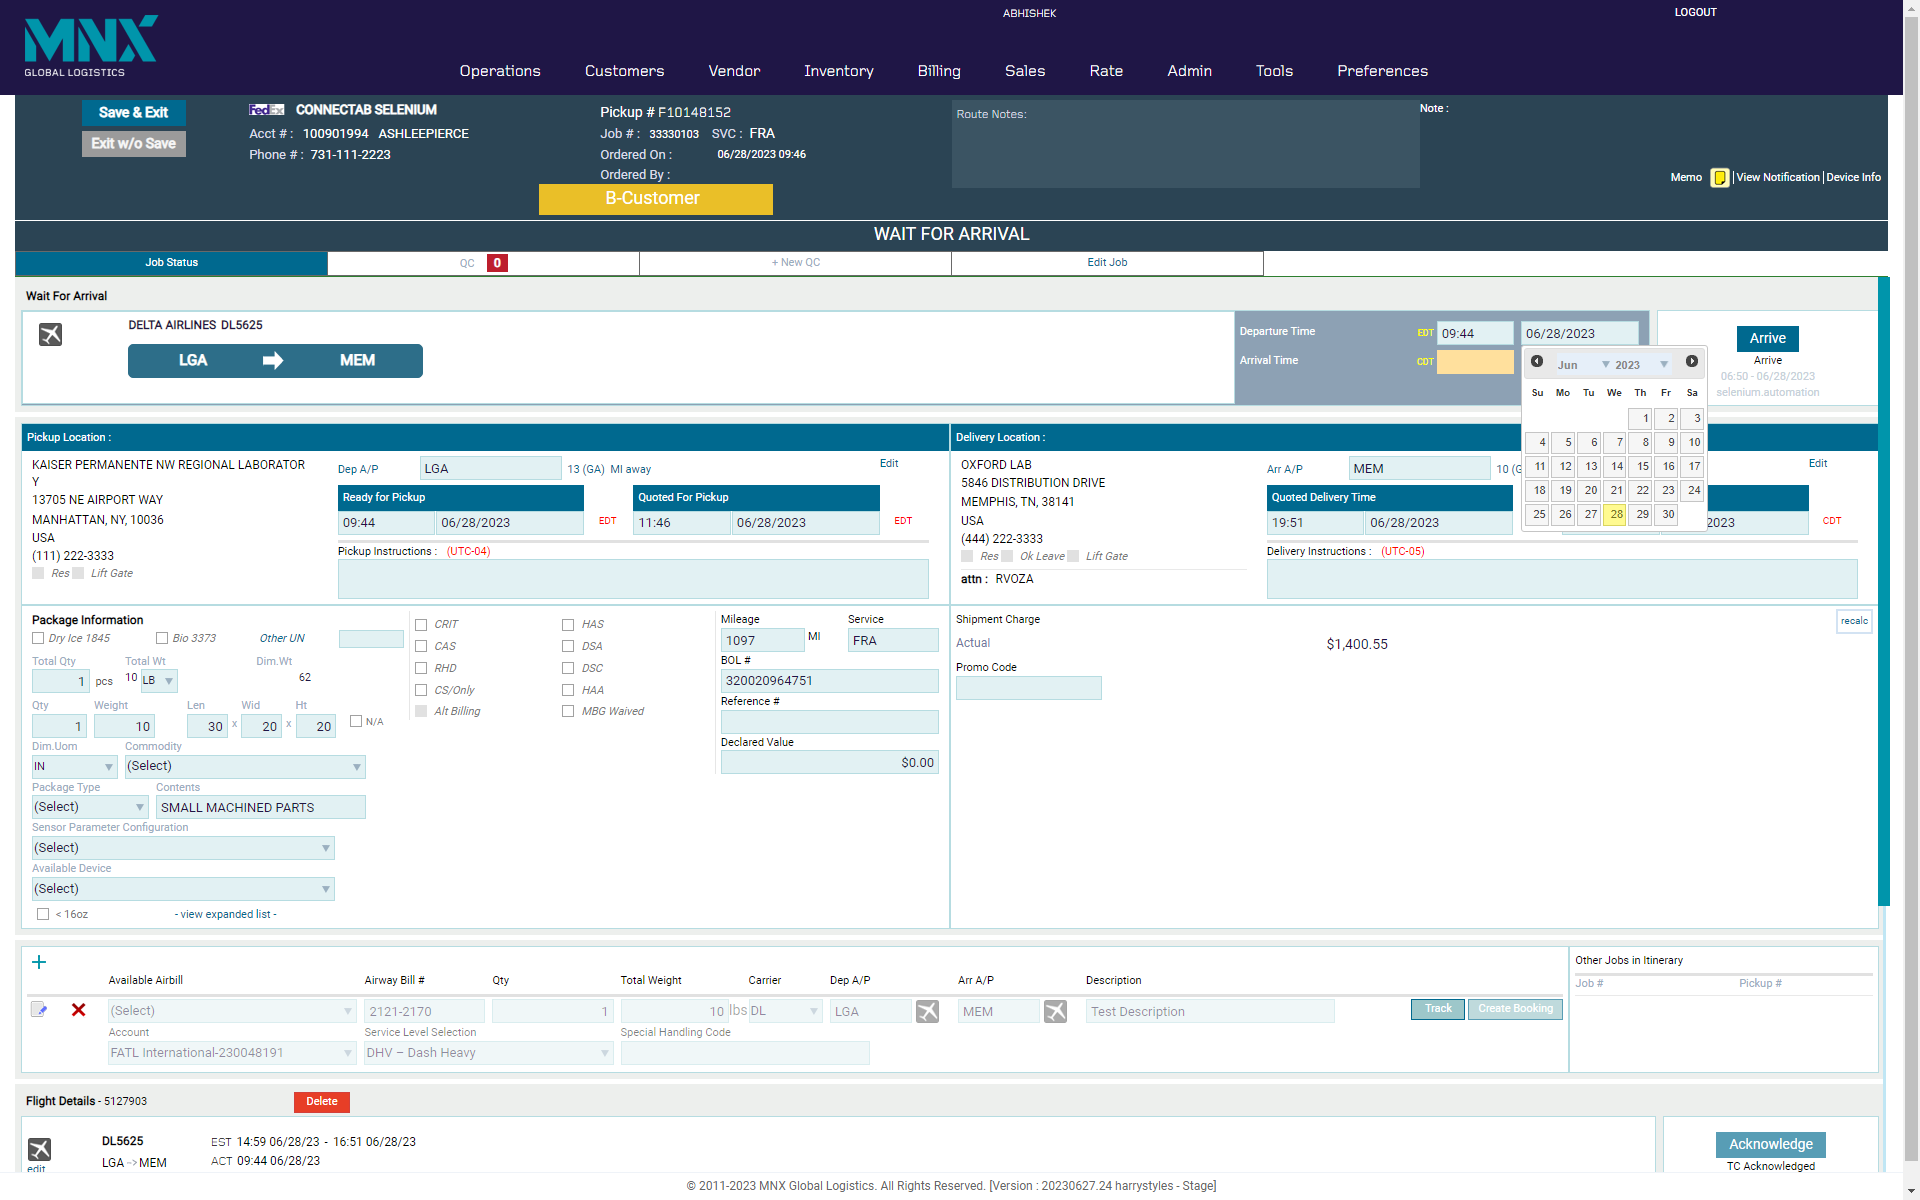 ABHISHEK
LOGOUT
MNX
GLOBAL LOGISTICS
Operations Customers Vendor Inventory Billing Sales Rate Admin Tools Preferences
Save & Exit
Exit w/o Save
FedEx CONNECTAB SELENIUM
Acct # : 100901994 ASHLEEPIERCE
Phone # : 731-111-2223
Pickup # F10148152
Job # : 33330103 SVC : FRA
Ordered On : 06/28/2023 09:46
Ordered By :
B-Customer
Route Notes:
Note :
Memo View Notification Device Info
WAIT FOR ARRIVAL
Job Status QC 0 + New QC Edit Job
Wait For Arrival
DELTA AIRLINES DL5625
LGA MEM
Departure Time EDT 09:44 06/28/2023
Arrival Time CDT
Arrive
Arrive
06:50 - 06/28/2023
selenium.automation
Jun 2023
Su Mo Tu We Th Fr Sa
1 2 3
4 5 6 7 8 9 10
11 12 13 14 15 16 17
18 19 20 21 22 23 24
25 26 27 28 29 30
Pickup Location :
KAISER PERMANENTE NW REGIONAL LABORATOR
Y
13705 NE AIRPORT WAY
MANHATTAN, NY, 10036
USA
(111) 222-3333
Res Lift Gate
Dep A/P LGA 13 (GA) MI away Edit
Ready for Pickup Quoted For Pickup
09:44 06/28/2023 EDT 11:46 06/28/2023 EDT
Pickup Instructions : (UTC-04)
Delivery Location :
OXFORD LAB
5846 DISTRIBUTION DRIVE
MEMPHIS, TN, 38141
USA
(444) 222-3333
Res Ok Leave Lift Gate
attn : RVOZA
Arr A/P MEM 10 (G Edit
Quoted Delivery Time
19:51 06/28/2023 2023 CDT
Delivery Instructions : (UTC-05)
Package Information
Dry Ice 1845 Bio 3373 Other UN
Total Qty Total Wt Dim.Wt
1 pcs 10 LB 62
Qty Weight Len Wid Ht
1 10 30 x 20 x 20 N/A
Dim.Uom Commodity
IN (Select)
Package Type Contents
(Select) SMALL MACHINED PARTS
Sensor Parameter Configuration
(Select)
Available Device
(Select)
< 16oz - view expanded list -
CRIT HAS
CAS DSA
RHD DSC
CS/Only HAA
Alt Billing MBG Waived
Mileage Service
1097 MI FRA
BOL #
320020964751
Reference #
Declared Value
$0.00
Shipment Charge recalc
Actual $1,400.55
Promo Code
Available Airbill Airway Bill # Qty Total Weight Carrier Dep A/P Arr A/P Description
(Select) 2121-2170 1 10 lbs DL LGA MEM Test Description Track Create Booking
Account Service Level Selection Special Handling Code
FATL International-230048191 DHV – Dash Heavy
Other Jobs in Itinerary
Job # Pickup #
Flight Details - 5127903 Delete
edit
DL5625 EST 14:59 06/28/23 - 16:51 06/28/23
LGA -> MEM ACT 09:44 06/28/23
Acknowledge
TC Acknowledged
© 2011-2023 MNX Global Logistics. All Rights Reserved. [Version : 20230627.24 harrystyles - Stage]